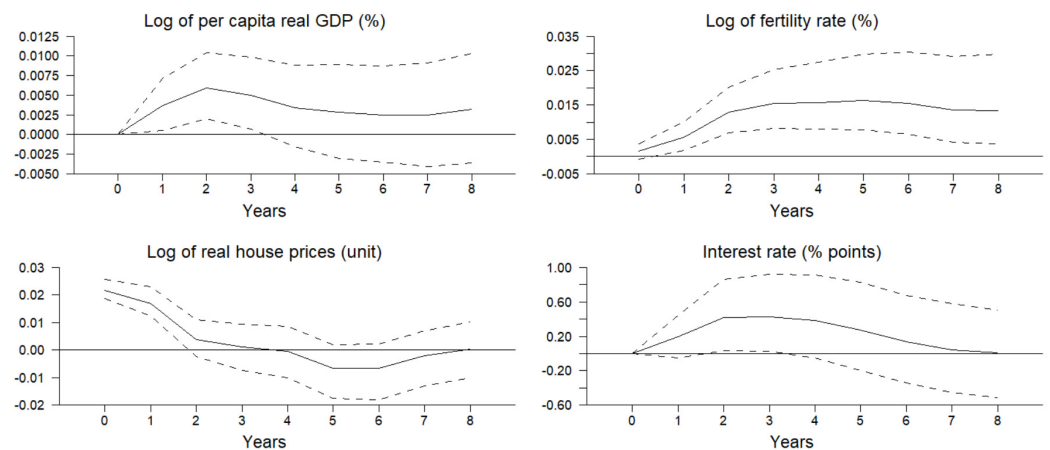 Log of per capita real GDP (%)
0.0125
0.0100
0.0075
0.0050
0.0025
0.0000
-0.0025
-0.0050
0 1 2 3 4 5 6 7 8
Years
Log of fertility rate (%)
0.035
0.025
0.015
0.005
-0.005
0 1 2 3 4 5 6 7 8
Years
Log of real house prices (unit)
0.03
0.02
0.01
0.00
-0.01
-0.02
0 1 2 3 4 5 6 7 8
Years
Interest rate (% points)
1.00
0.60
0.20
-0.20
-0.60
0 1 2 3 4 5 6 7 8
Years